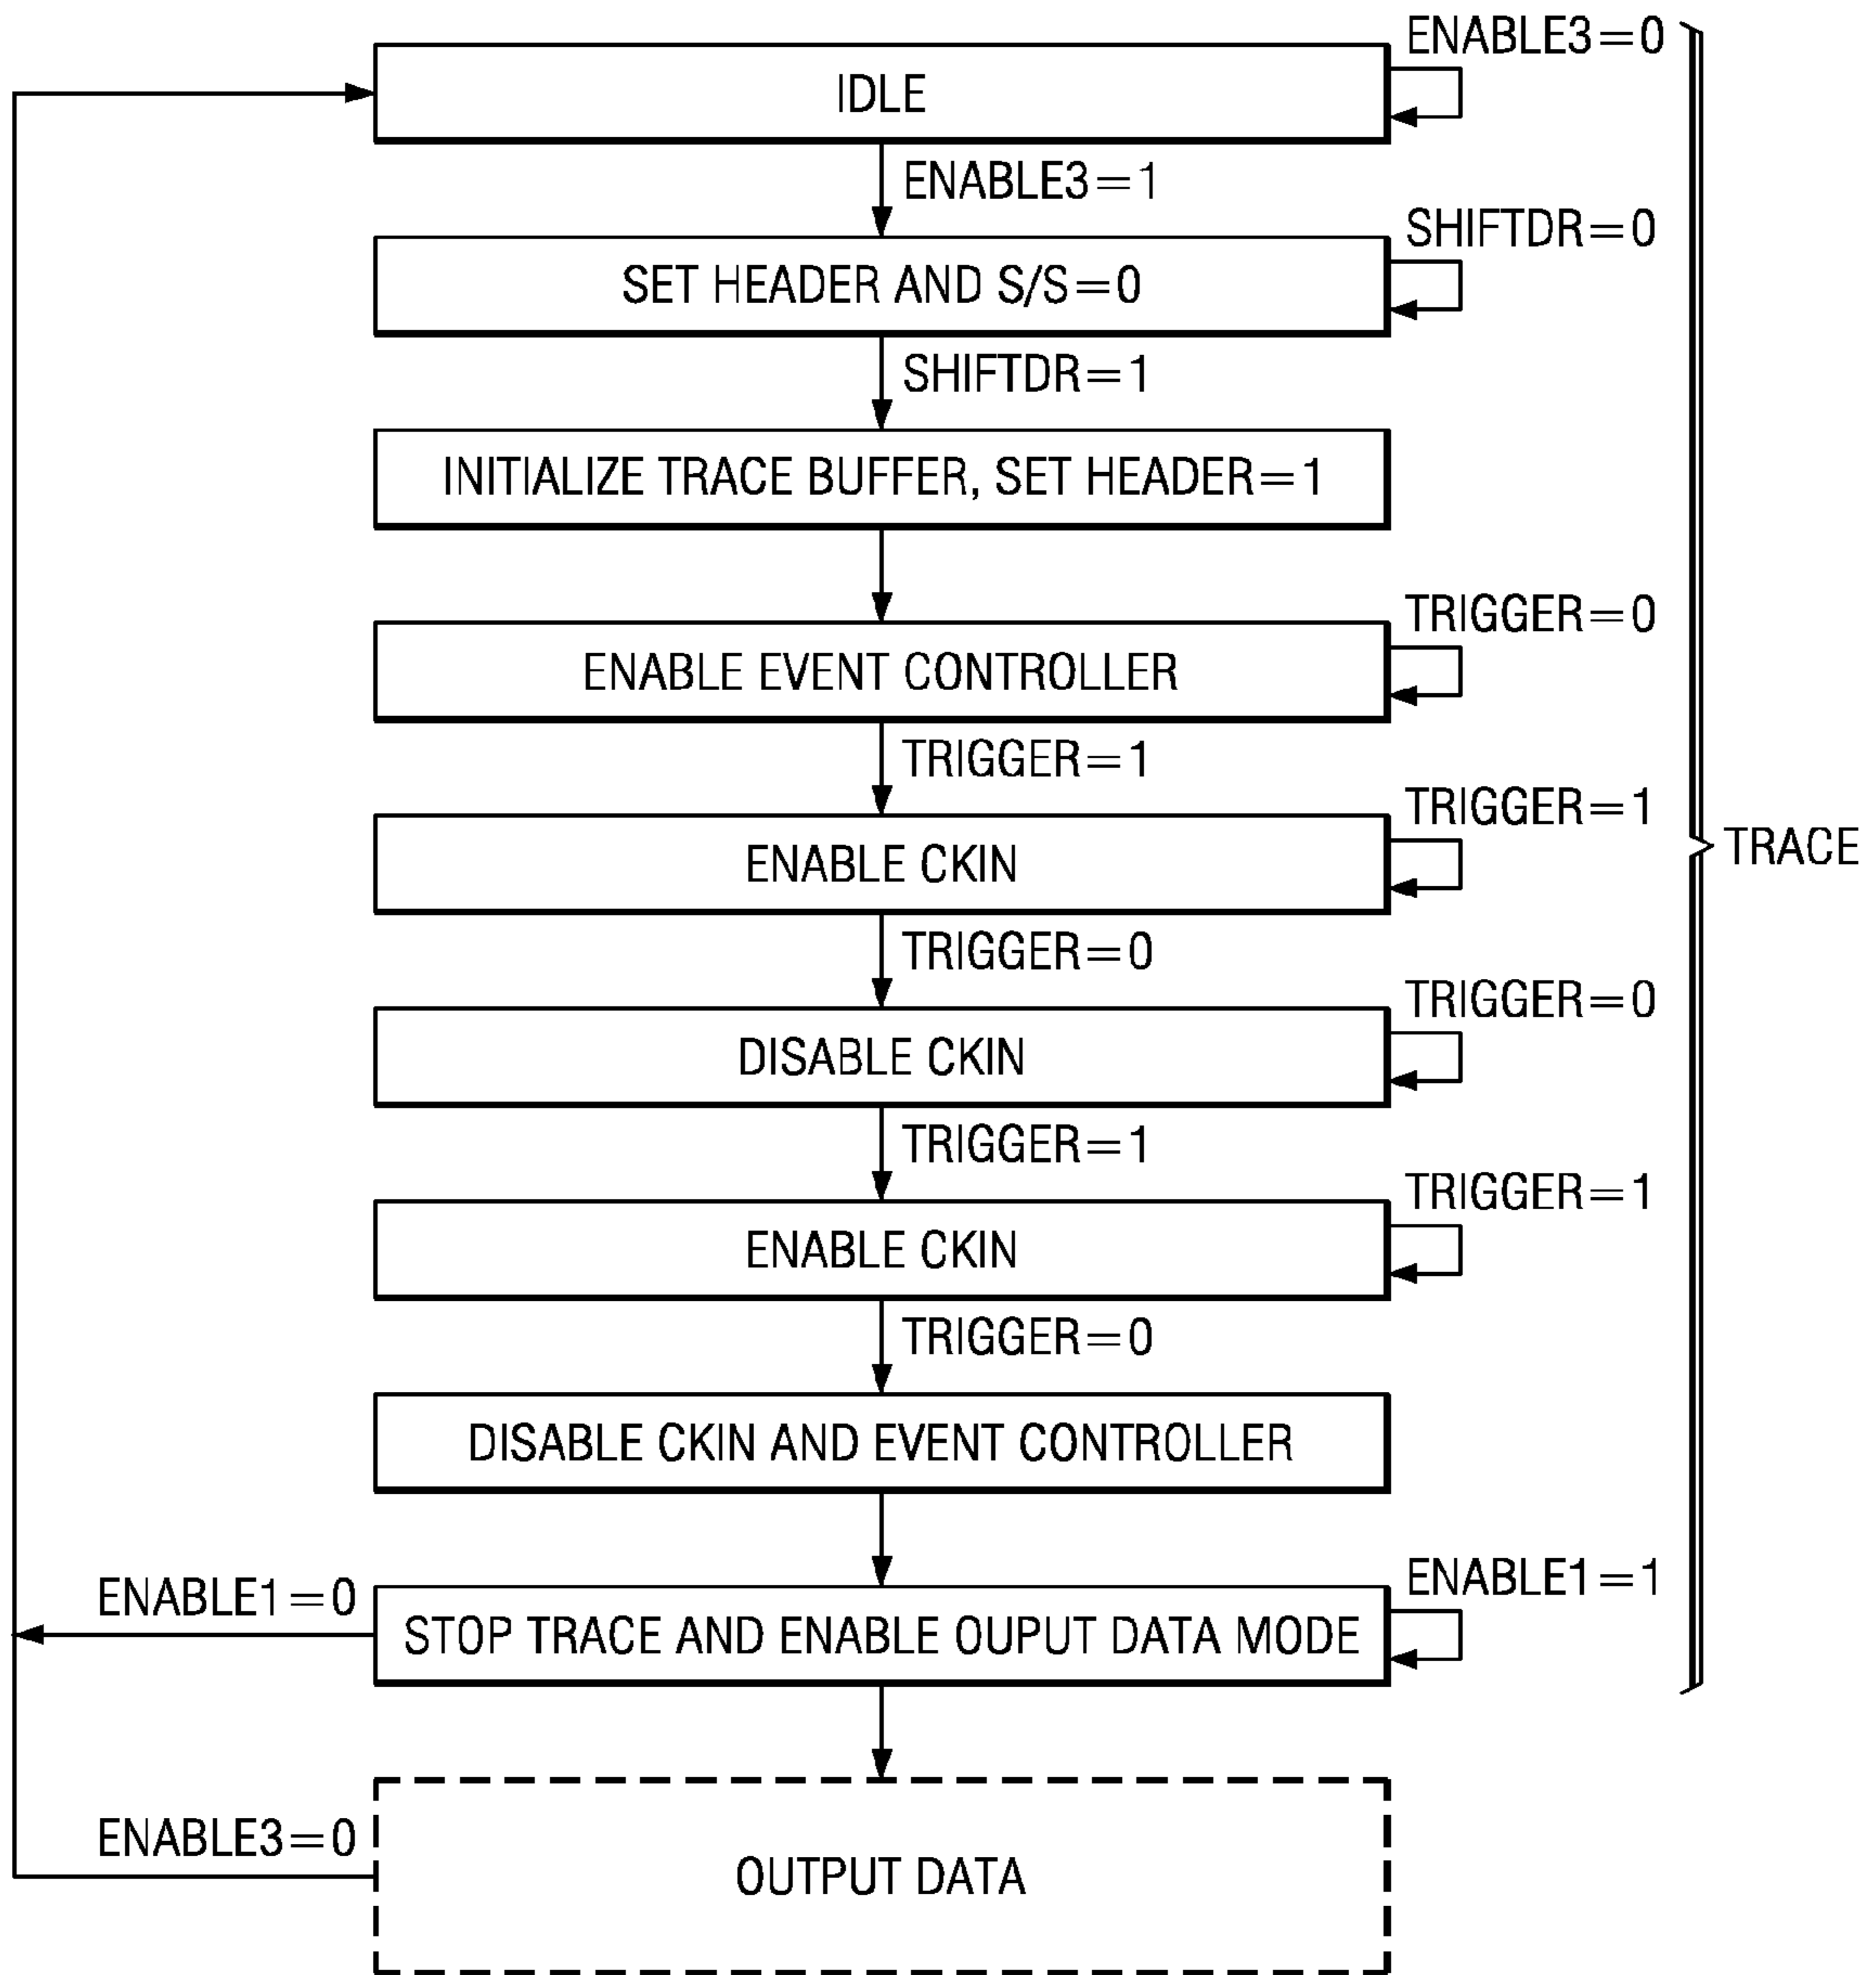 ENABLE3=0
IDLE
ENABLE3=1
SHIFTDR=0
SET HEADER AND S/S=0
SHIFTDR=1
INITIALIZE TRACE BUFFER, SET HEADER=1
TRIGGER=0
ENABLE EVENT CONTROLLER
TRIGGER=1
TRIGGER=1
TRACE
ENABLE CKIN
TRIGGER=0
TRIGGER=0
DISABLE CKIN
TRIGGER=1
TRIGGER=1
ENABLE CKIN
TRIGGER=0
DISABLE CKIN AND EVENT CONTROLLER
ENABLE1=1
ENABLE1=0
STOP TRACE AND ENABLE OUPUT DATA MODE
ENABLE3=0
OUTPUT DATA